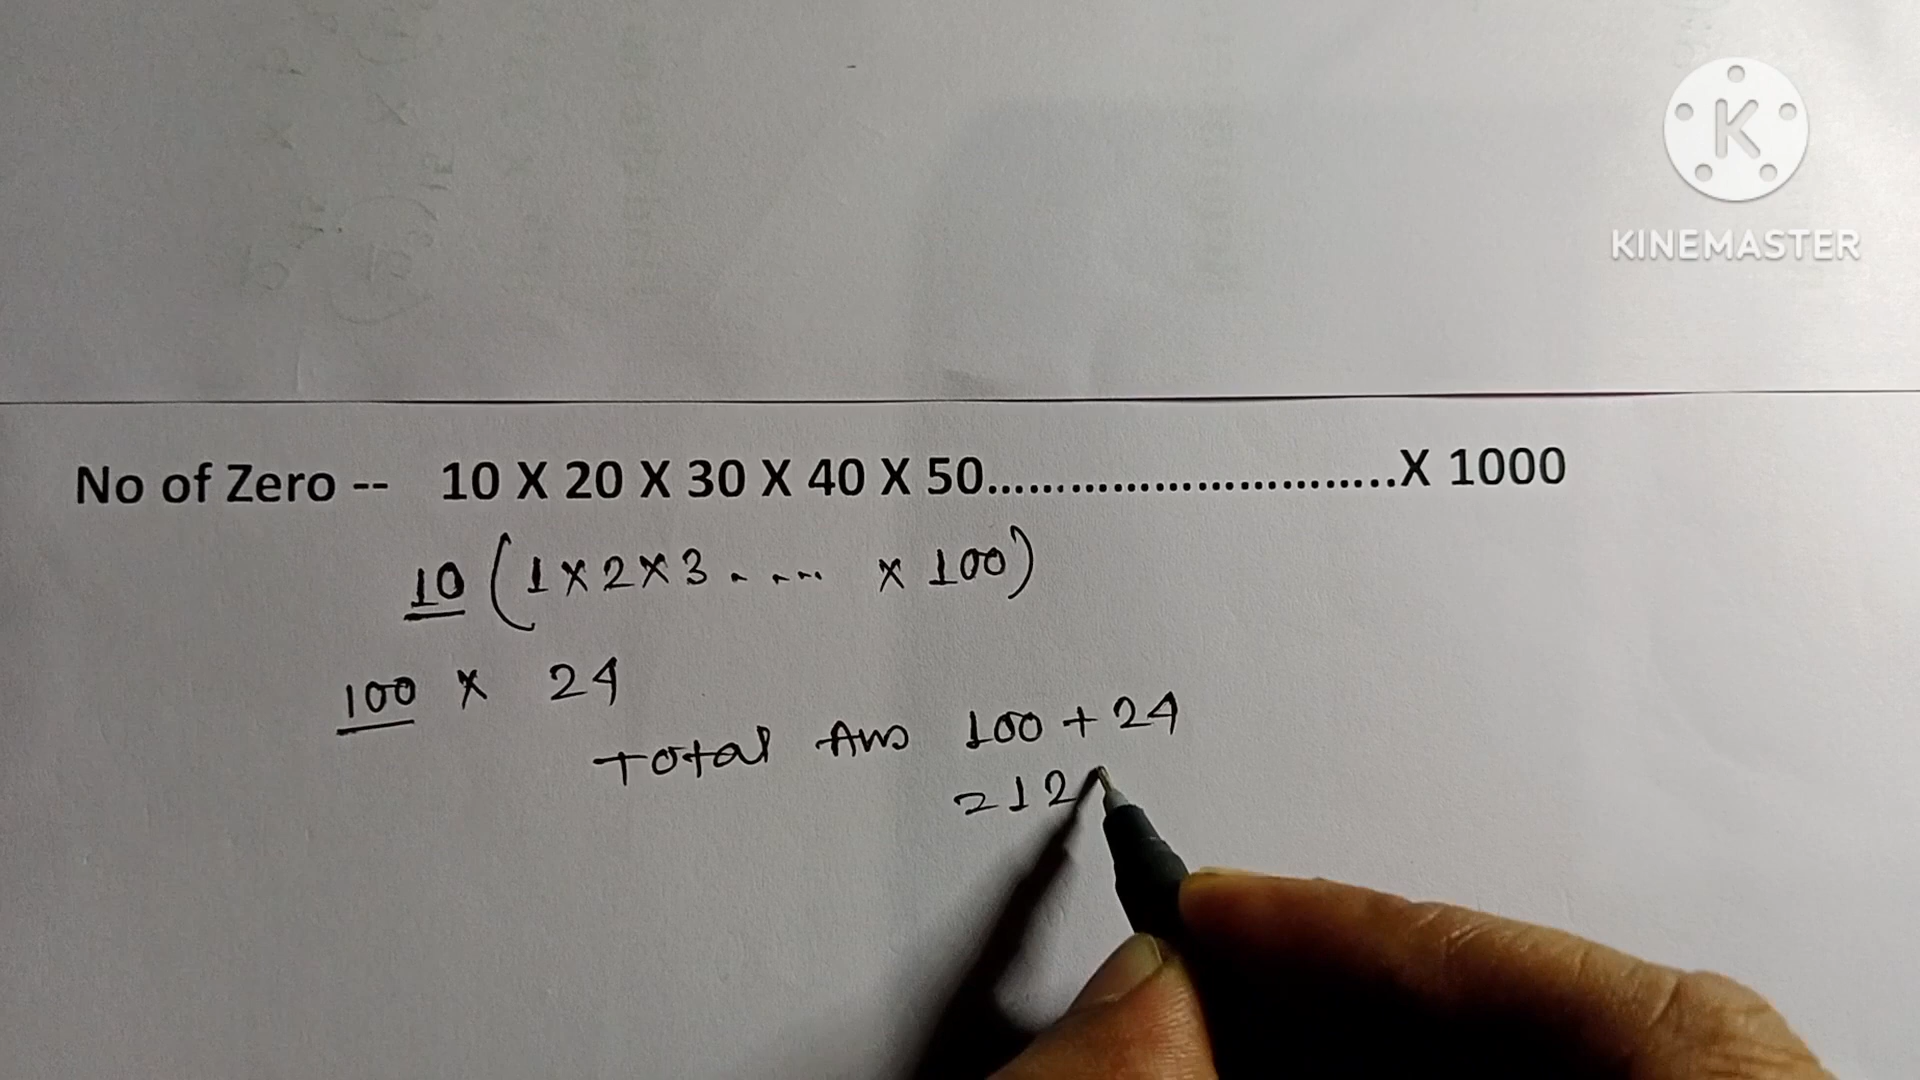 KINEMASTER
No of Zero -- 10 X 20 X 30 X 40 X 50..............................X 1000
10 (1 x 2 x 3 . . . . . x 100)
100 x 24
Total Ans 100 + 24
= 12